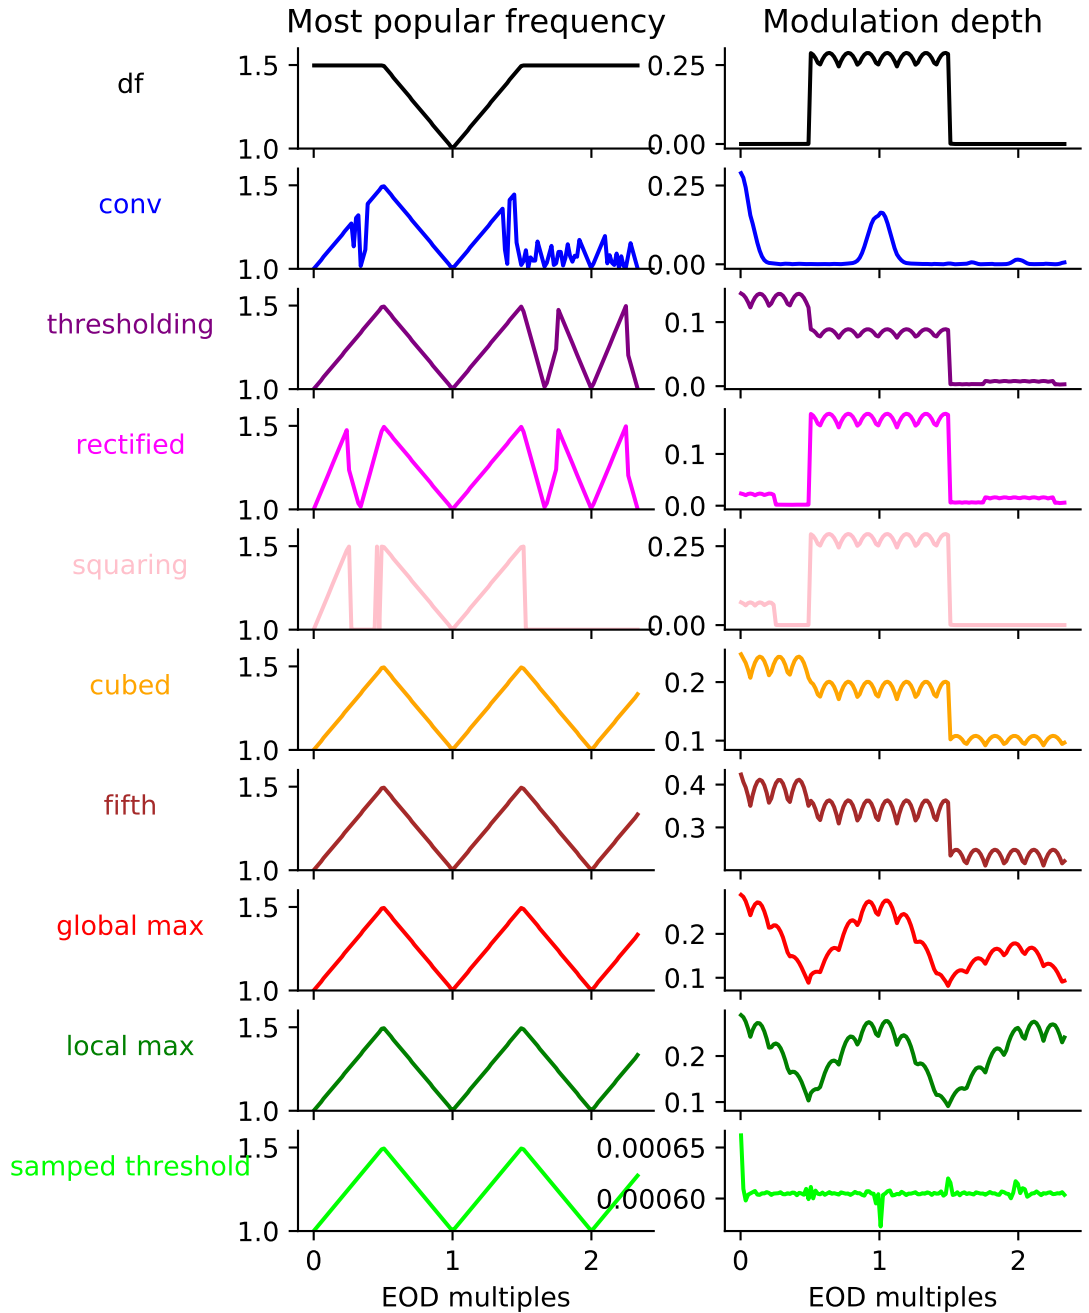 Most popular frequency Modulation depth
df 1.5 1.0 0.25 0.00
conv 1.5 1.0 0.25 0.00
thresholding 1.5 1.0 0.1 0.0
rectified 1.5 1.0 0.1 0.0
squaring 1.5 1.0 0.25 0.00
cubed 1.5 1.0 0.2 0.1
fifth 1.5 1.0 0.4 0.3
global max 1.5 1.0 0.2 0.1
local max 1.5 1.0 0.2 0.1
samped threshold 1.5 1.0 0.00065 0.00060
0 1 2 0 1 2
EOD multiples EOD multiples